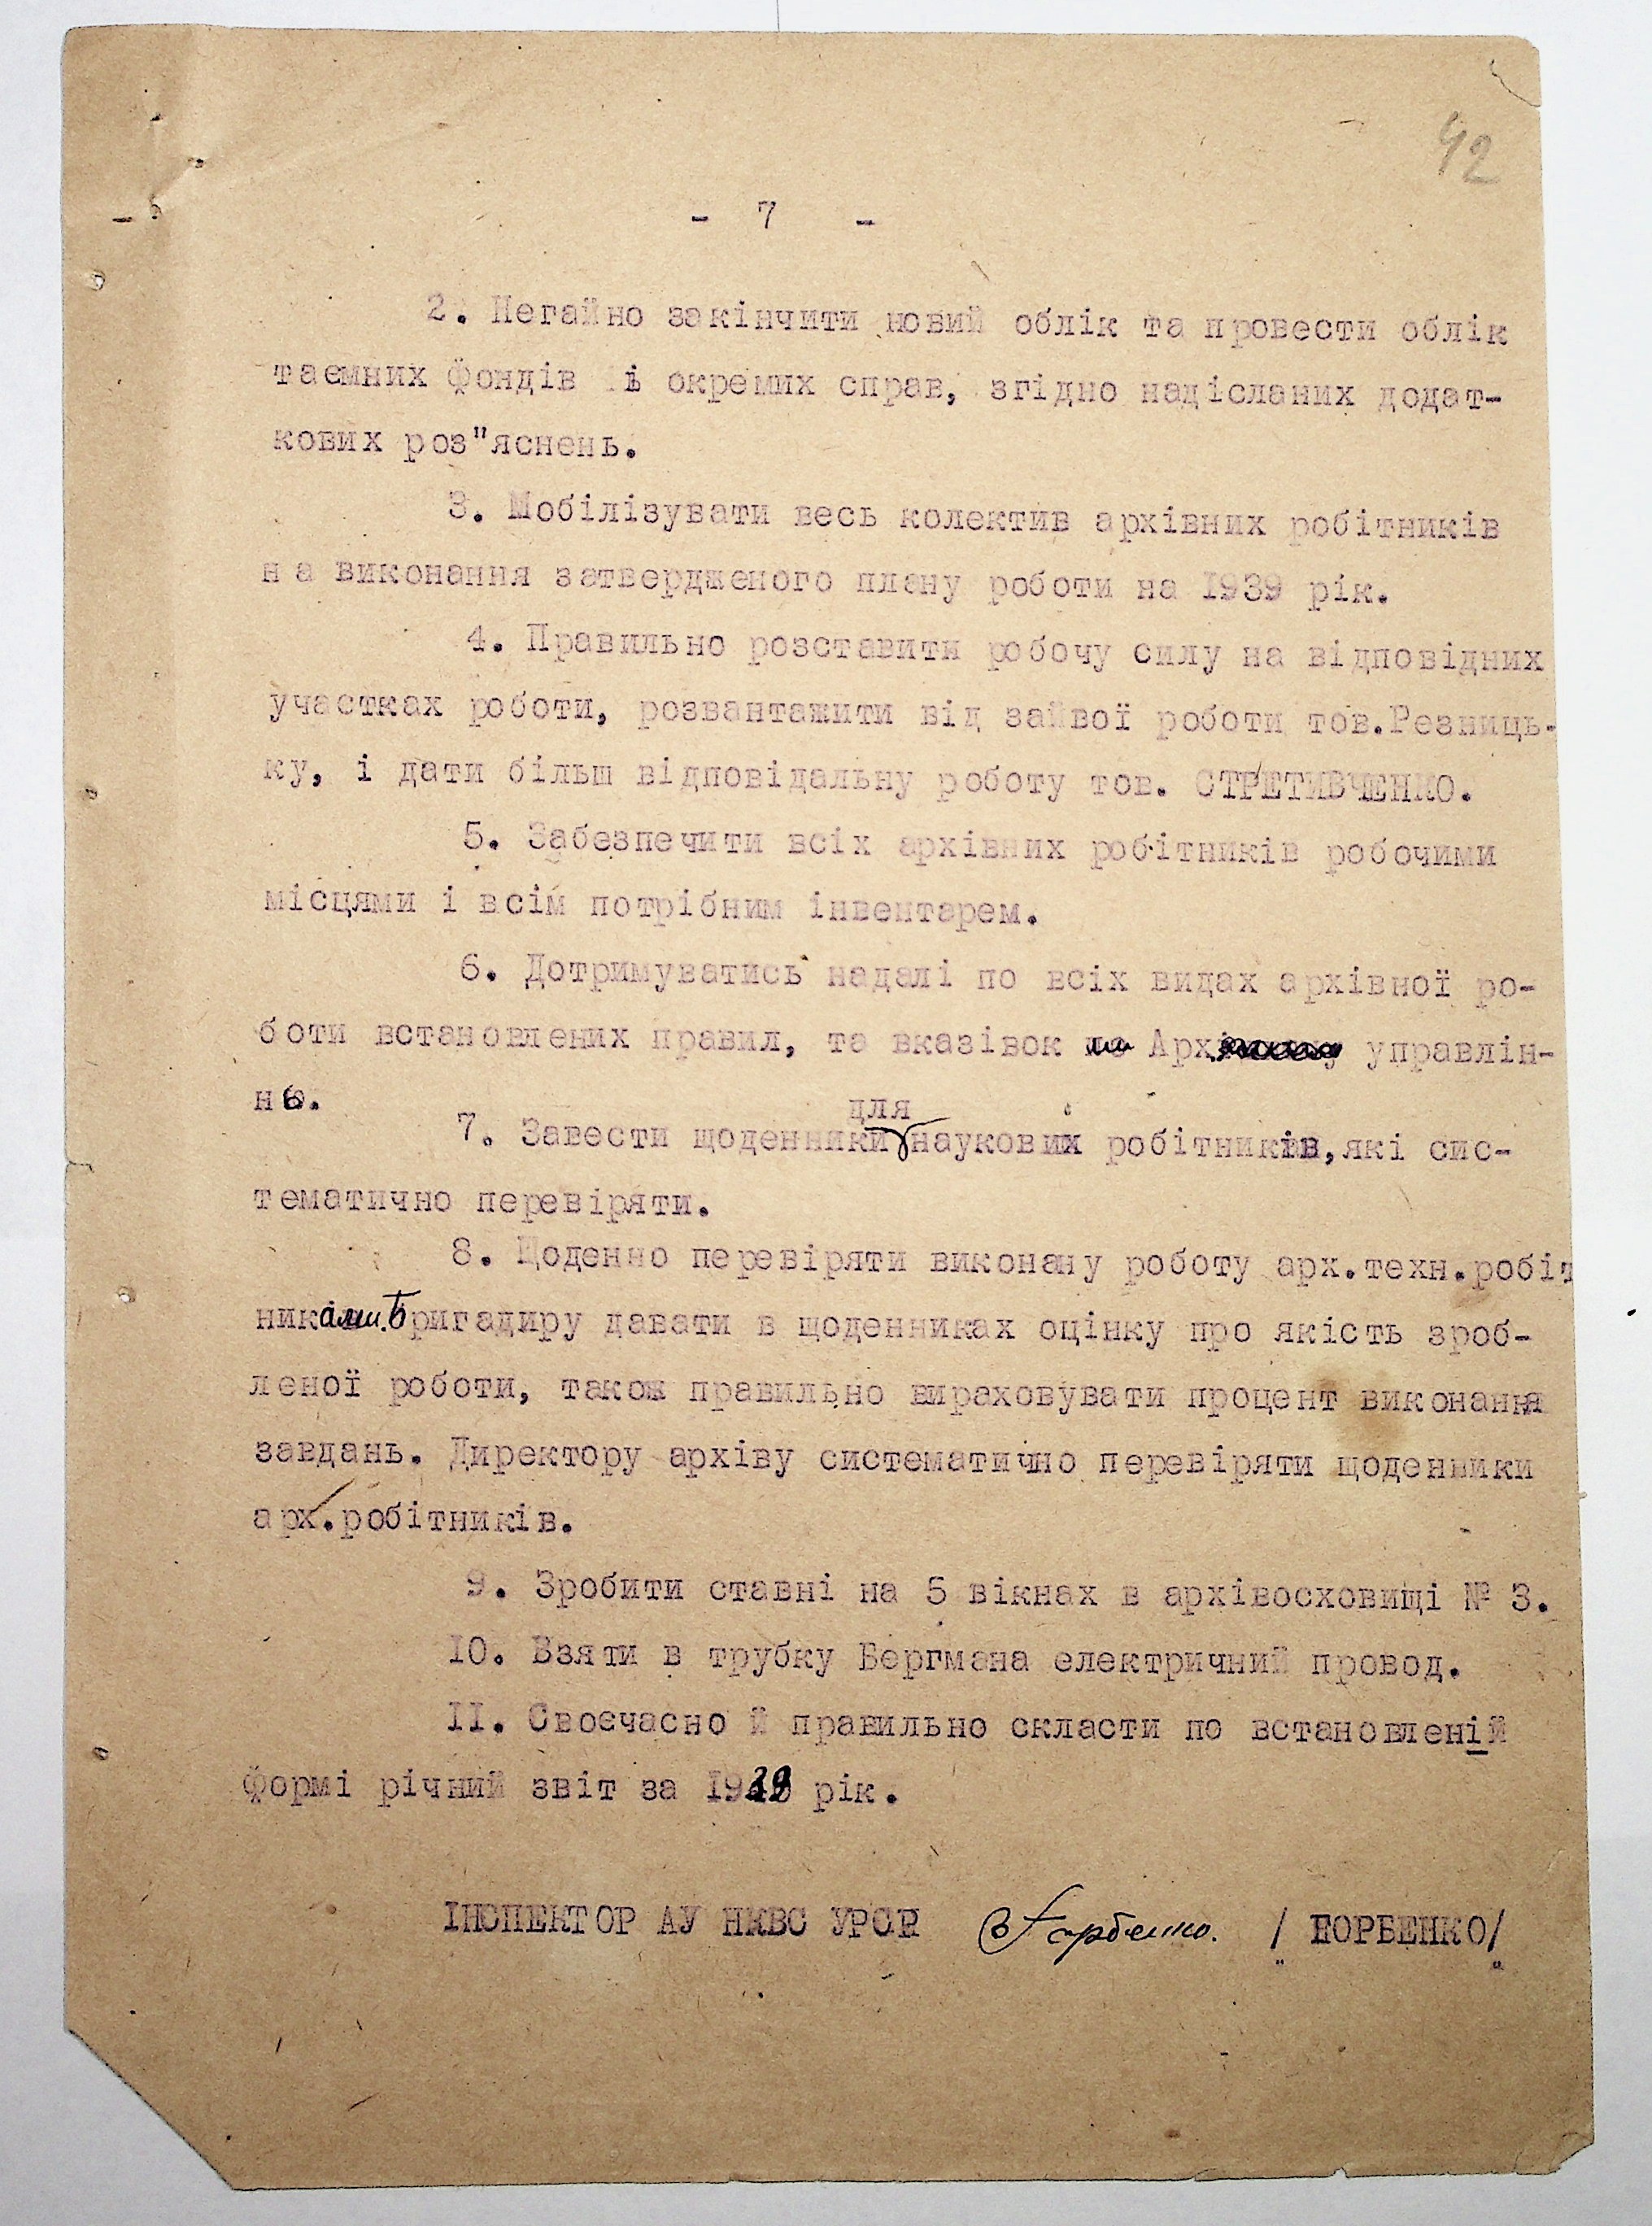 42
- 7 -
2. Негайно закінчити новий облік та провести облік
таємних фондів і окремих справ, згідно надісланих додат-
кових роз"яснень.
3. Мобілізувати весь колектив архівних робітників
на виконання затвердженого плану роботи на 1939 рік.
4. Правильно розставити робочу силу на відповідних
участках роботи, розвантажити від зайвої роботи тов.Резниць-
ку, і дати більш відповідальну роботу тов. СТРЕТИВЧЕНКО.
5. Забезпечити всіх архівних робітників робочими
місцями і всім потрібним інвентарем.
6. Дотримуватись надалі по всіх видах архівної ро-
боти встановлених правил, та вказівок Арх управлін-
для
7. Завести щоденники наукових робітників, які сис-
тематично перевіряти.
8. Щоденно перевіряти виконану роботу арх.техн.робіт
никами. Бригадиру давати в щоденниках оцінку про якість зроб-
леної роботи, також правильно вираховувати процент виконання
завдань. Директору архіву систематично перевіряти щоденники
арх.робітників.
9. Зробити ставні на 5 вікнах в архівосховищі № 3.
IO. Взяти в трубку Бергмана електричний провод.
II. Своєчасно й правильно скласти по встановленій
формі річний звіт за 1939 рік.
ІНСПЕКТОР АУ НКВС УРСР Горбенко. / ГОРБЕНКО/